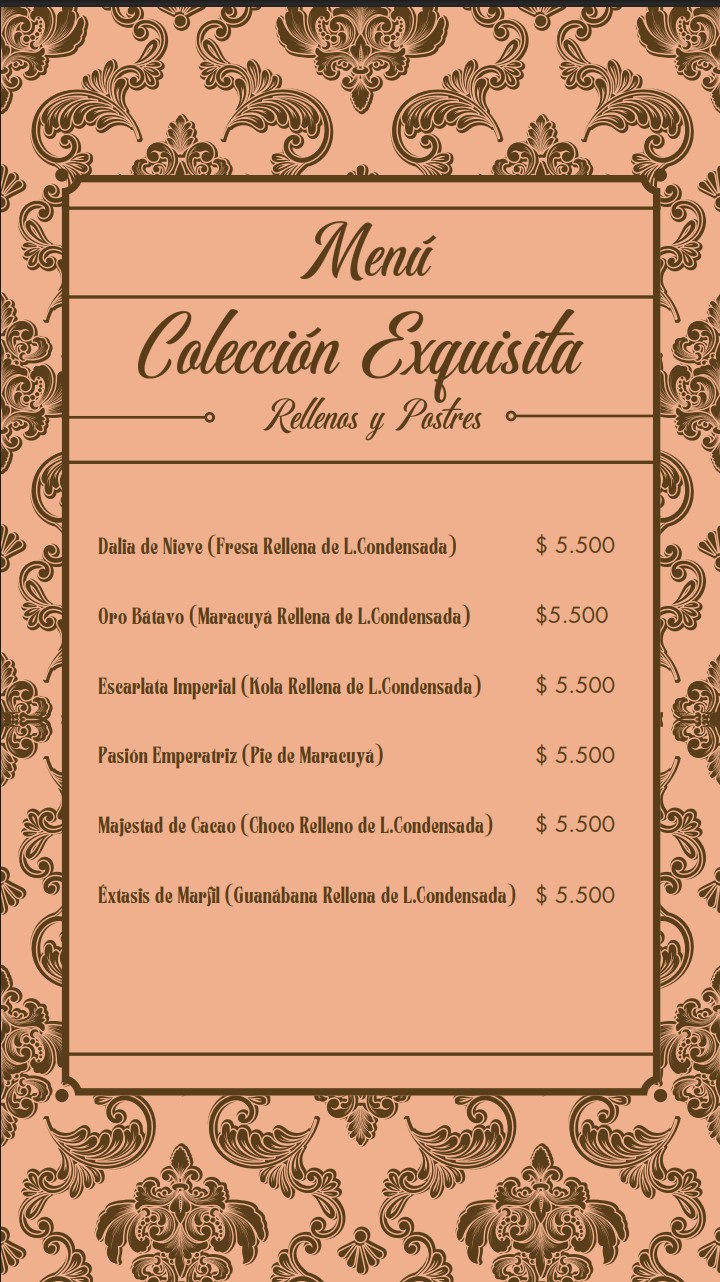 Menú
Colección Exquisita
Rellenos y Postres
Dalia de Nieve (Fresa Rellena de L.Condensada) $ 5.500
Oro Bátavo (Maracuyá Rellena de L.Condensada) $5.500
Escarlata Imperial (Kola Rellena de L.Condensada) $ 5.500
Pasión Emperatriz (Pie de Maracuyá) $ 5.500
Majestad de Cacao (Choco Relleno de L.Condensada) $ 5.500
Éxtasis de Marfil (Guanábana Rellena de L.Condensada) $ 5.500